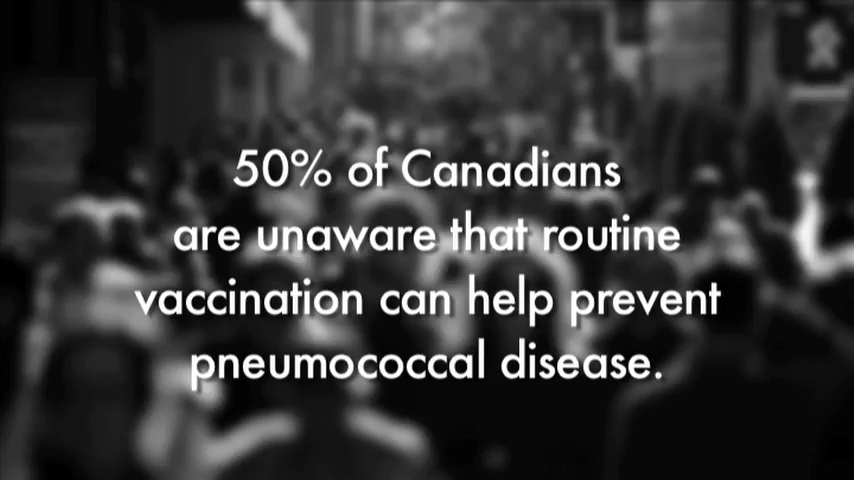 50% of Canadians
are unaware that routine
vaccination can help prevent
pneumococcal disease.